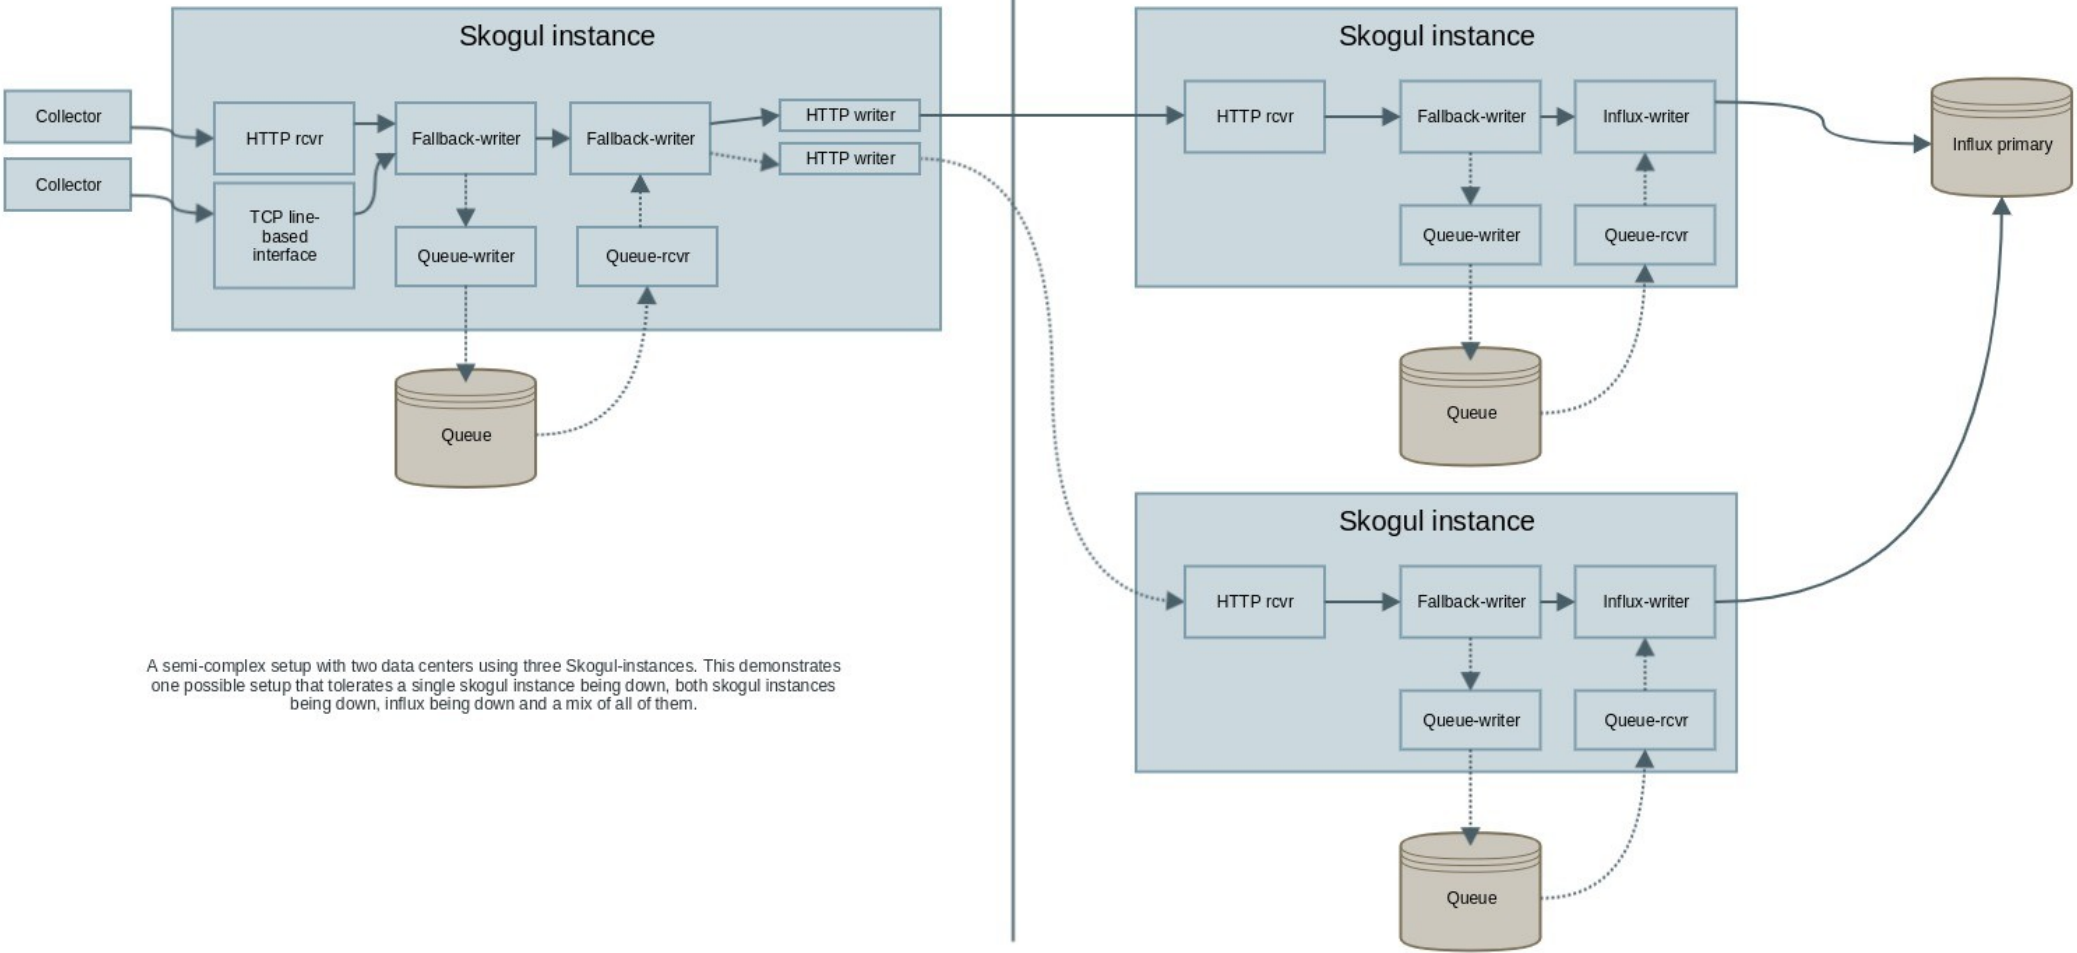 Skogul instance
Collector
Collector
HTTP rcvr
TCP line-
based
interface
Fallback-writer
Fallback-writer
HTTP writer
HTTP writer
Queue-writer
Queue-rcvr
Queue
A semi-complex setup with two data centers using three Skogul-instances. This demonstrates
one possible setup that tolerates a single skogul instance being down, both skogul instances
being down, influx being down and a mix of all of them.
Skogul instance
HTTP rcvr
Fallback-writer
Influx-writer
Queue-writer
Queue-rcvr
Queue
Influx primary
Skogul instance
HTTP rcvr
Fallback-writer
Influx-writer
Queue-writer
Queue-rcvr
Queue